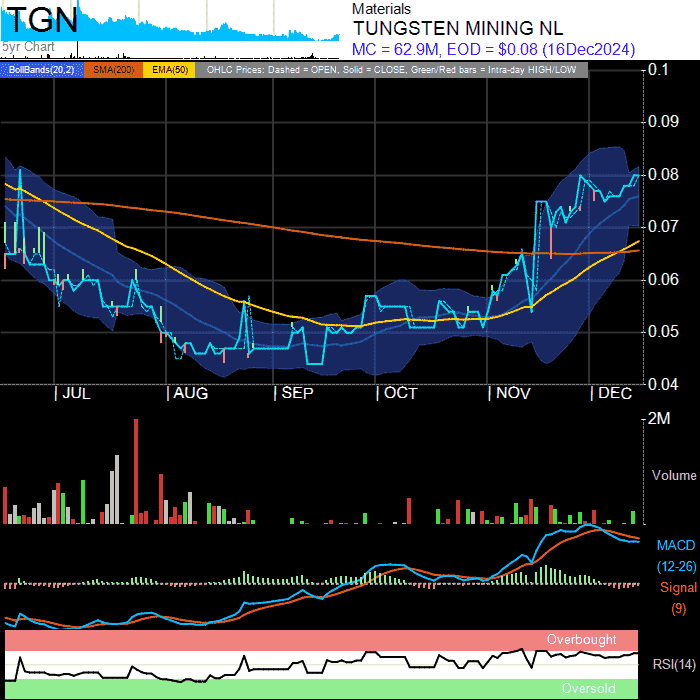 TGN
5yr Chart
Materials
TUNGSTEN MINING NL
MC = 62.9M, EOD = $0.08 (16Dec2024)
BollBands(20,2) SMA(200) EMA(50) OHLC Prices: Dashed = OPEN, Solid = CLOSE, Green/Red bars = Intra-day HIGH/LOW
0.1
0.09
0.08
0.07
0.06
0.05
0.04
| JUL | AUG | SEP | OCT | NOV | DEC
2M
Volume
MACD
(12-26)
Signal
(9)
Overbought
RSI(14)
Oversold